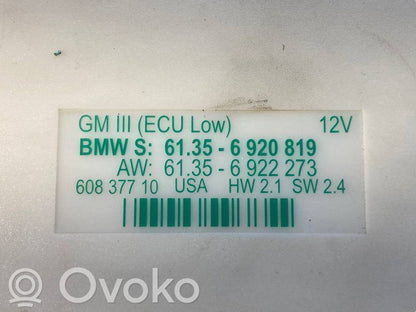 GM III (ECU Low) 12V
BMW S: 61.35 - 6 920 819
AW: 61.35 - 6 922 273
608 377 10 USA HW 2.1 SW 2.4
Ovoko